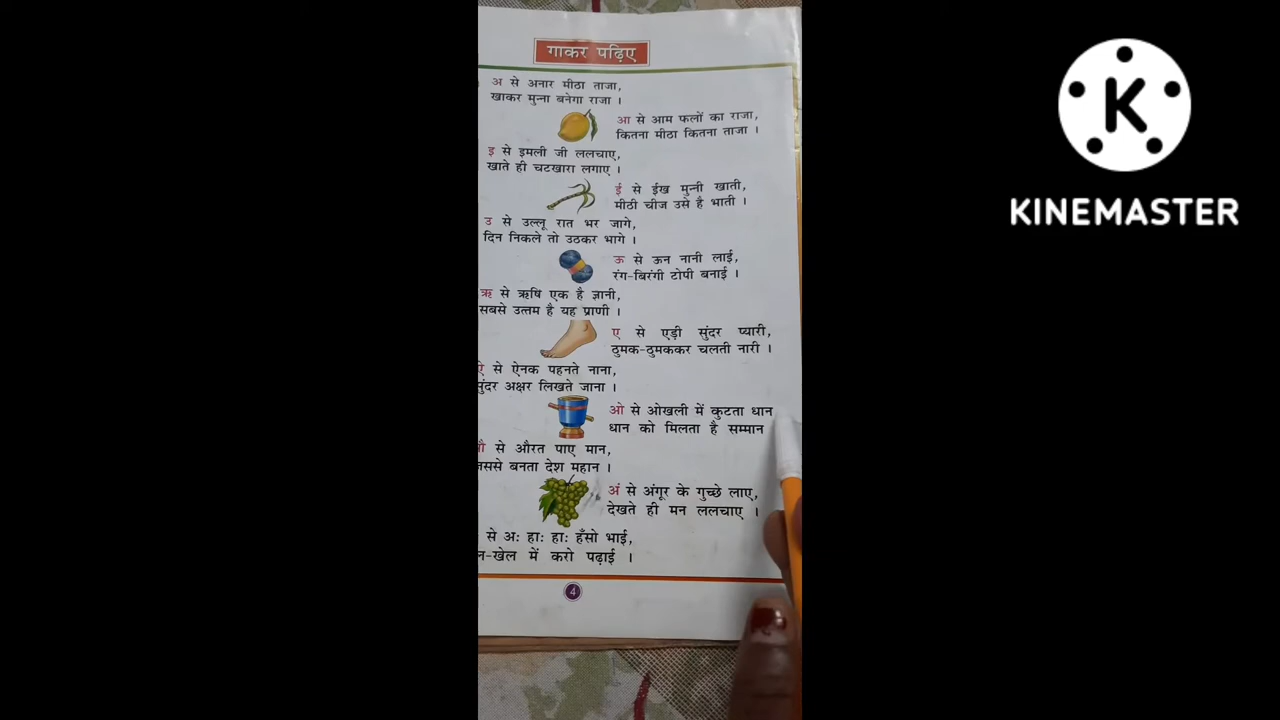 गाकर पढ़िए
अ से अनार मीठा ताजा,
खाकर मुन्ना बनेगा राजा ।
आ से आम फलों का राजा,
कितना मीठा कितना ताजा ।
इ से इमली जी ललचाए,
खाते ही चटखारा लगाए ।
ई से ईख मुन्नी खाती,
मीठी चीज उसे है भाती ।
उ से उल्लू रात भर जागे,
दिन निकले तो उठकर भागे ।
ऊ से ऊन नानी लाई,
रंग-बिरंगी टोपी बनाई ।
ऋ से ऋषि एक है ज्ञानी,
सबसे उत्तम है यह प्राणी ।
ए से एड़ी सुंदर प्यारी,
ठुमक-ठुमककर चलती नारी ।
ऐ से ऐनक पहनते नाना,
सुंदर अक्षर लिखते जाना ।
ओ से ओखली में कुटता धान
धान को मिलता है सम्मान
से औरत पाए मान,
बनता देश महान ।
अं से अंगूर के गुच्छे लाए,
देखते ही मन ललचाए ।
से अः हाः हाः हँसो भाई,
खेल में करो पढ़ाई ।
4
KINEMASTER